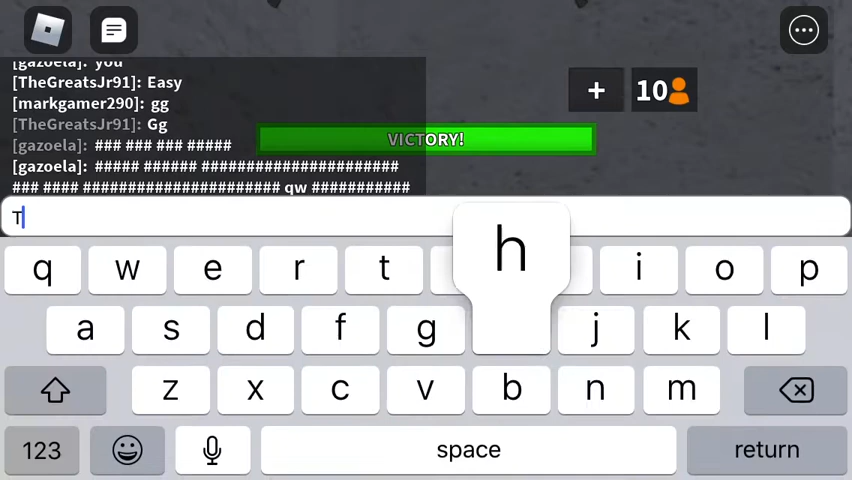 [gazoela]: you
[TheGreatsJr91]: Easy
[markgamer290]: gg
[TheGreatsJr91]: Gg
[gazoela]: ### ### ### #####
[gazoela]: ##### ###### ######################
### #### ###################### qw ###########
+ 10
VICTORY!
T
h
q w e r t i o p
a s d f g j k l
z x c v b n m
123 space return